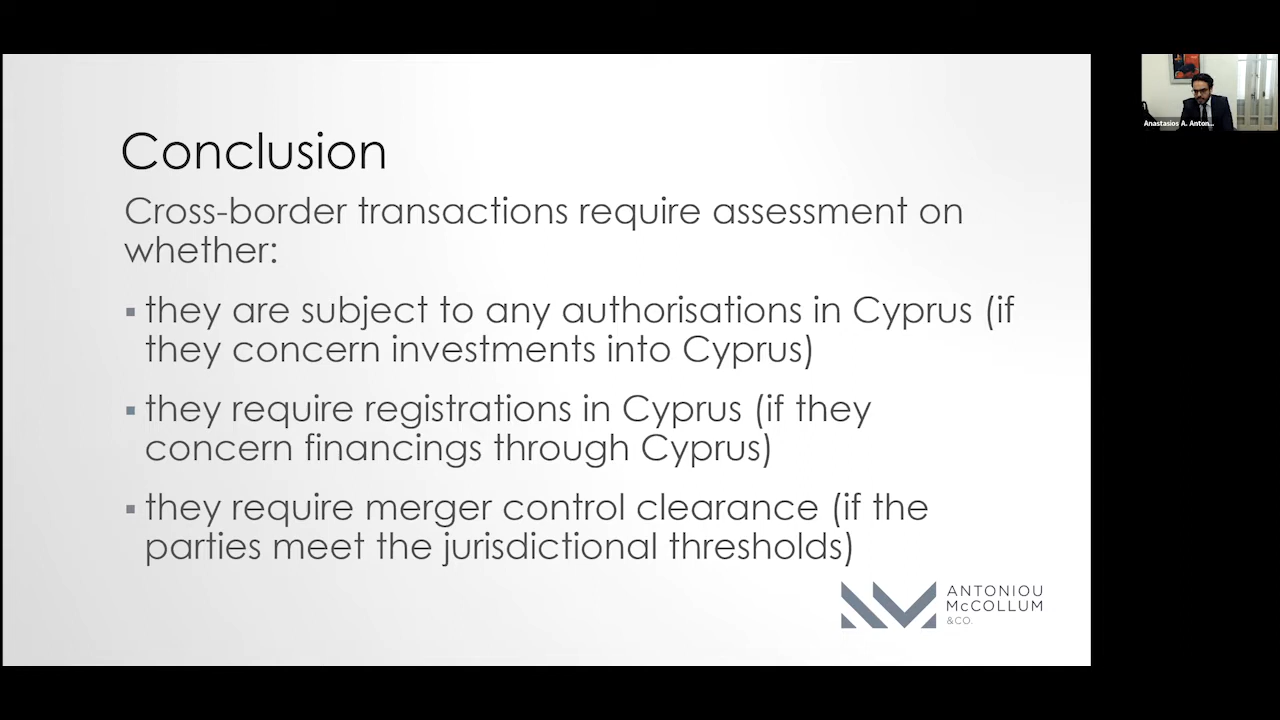 Conclusion
Cross-border transactions require assessment on
whether:
▪ they are subject to any authorisations in Cyprus (if
they concern investments into Cyprus)
▪ they require registrations in Cyprus (if they
concern financings through Cyprus)
▪ they require merger control clearance (if the
parties meet the jurisdictional thresholds)
ANTONIOU
McCOLLUM
&CO.
Anastasios A. Anton...